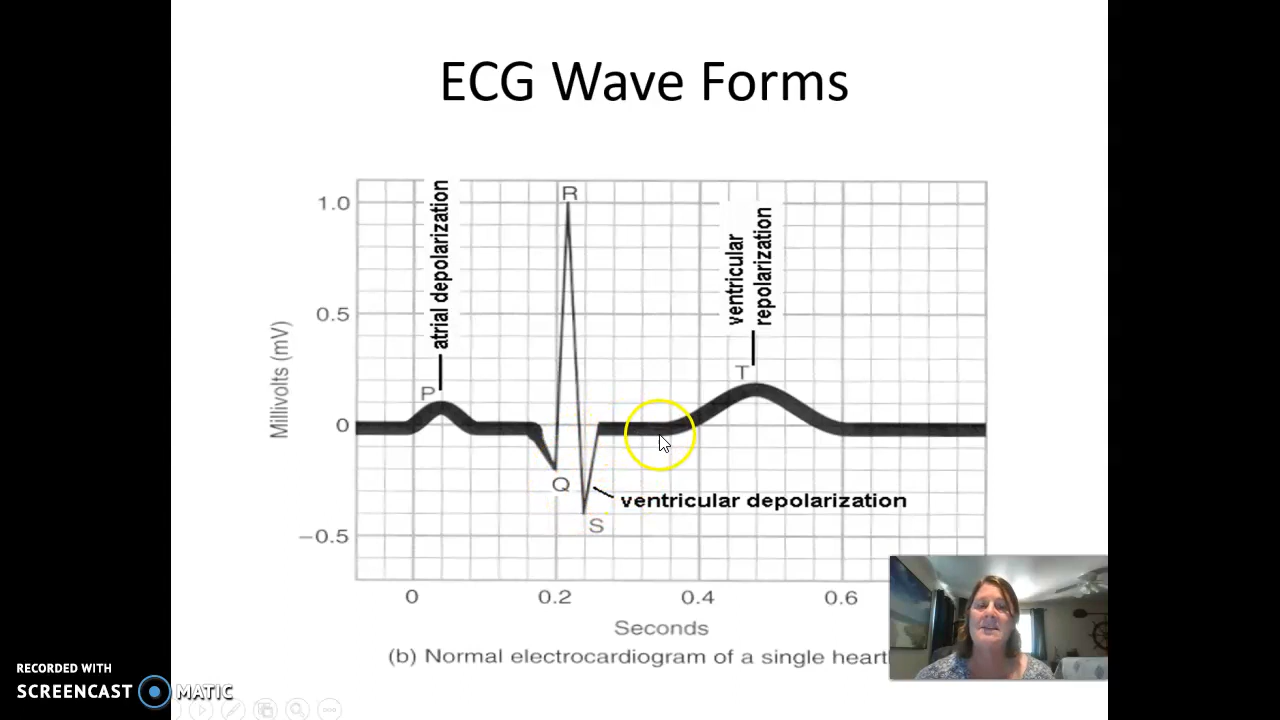 ECG Wave Forms
atrial depolarization
ventricular
repolarization
R
P
T
Q
S
ventricular depolarization
1.0
0.5
0
−0.5
Millivolts (mV)
0 0.2 0.4 0.6
Seconds
(b) Normal electrocardiogram of a single heart
RECORDED WITH
SCREENCAST MATIC